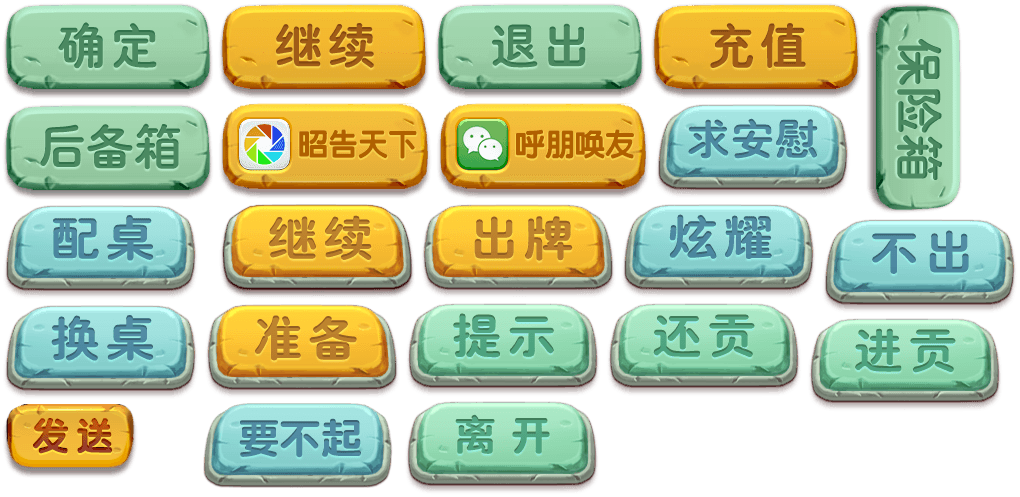 确定
继续
退出
充值
保险箱
后备箱
昭告天下
呼朋唤友
求安慰
配桌
继续
出牌
炫耀
不出
换桌
准备
提示
还贡
进贡
发送
要不起
离开